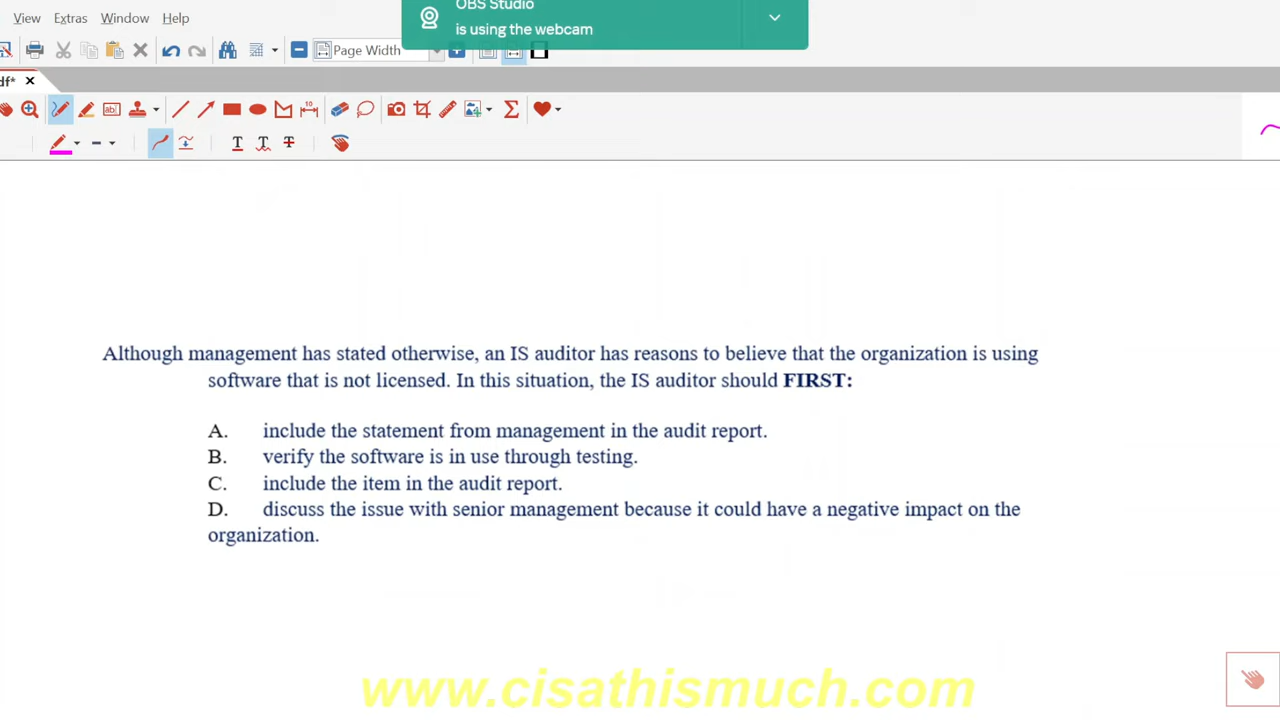 OBS Studio
View Extras Window Help
is using the webcam
Page Width
df*
ab
10
T T T
Although management has stated otherwise, an IS auditor has reasons to believe that the organization is using
software that is not licensed. In this situation, the IS auditor should FIRST:
A. include the statement from management in the audit report.
B. verify the software is in use through testing.
C. include the item in the audit report.
D. discuss the issue with senior management because it could have a negative impact on the
organization.
www.cisathismuch.com